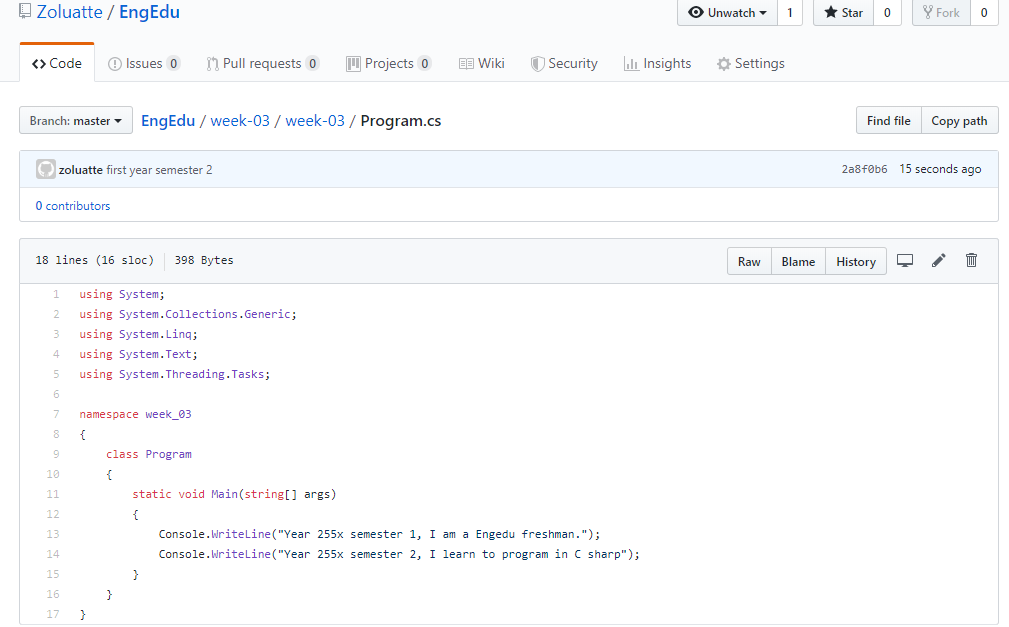 Zoluatte / EngEdu
Unwatch 1 Star 0 Fork 0
Code Issues 0 Pull requests 0 Projects 0 Wiki Security Insights Settings
Branch: master EngEdu / week-03 / week-03 / Program.cs Find file Copy path
zoluatte first year semester 2 2a8f0b6 15 seconds ago
0 contributors
18 lines (16 sloc) 398 Bytes Raw Blame History
1 using System;
2 using System.Collections.Generic;
3 using System.Linq;
4 using System.Text;
5 using System.Threading.Tasks;
6
7 namespace week_03
8 {
9 class Program
10 {
11 static void Main(string[] args)
12 {
13 Console.WriteLine("Year 255x semester 1, I am a Engedu freshman.");
14 Console.WriteLine("Year 255x semester 2, I learn to program in C sharp");
15 }
16 }
17 }